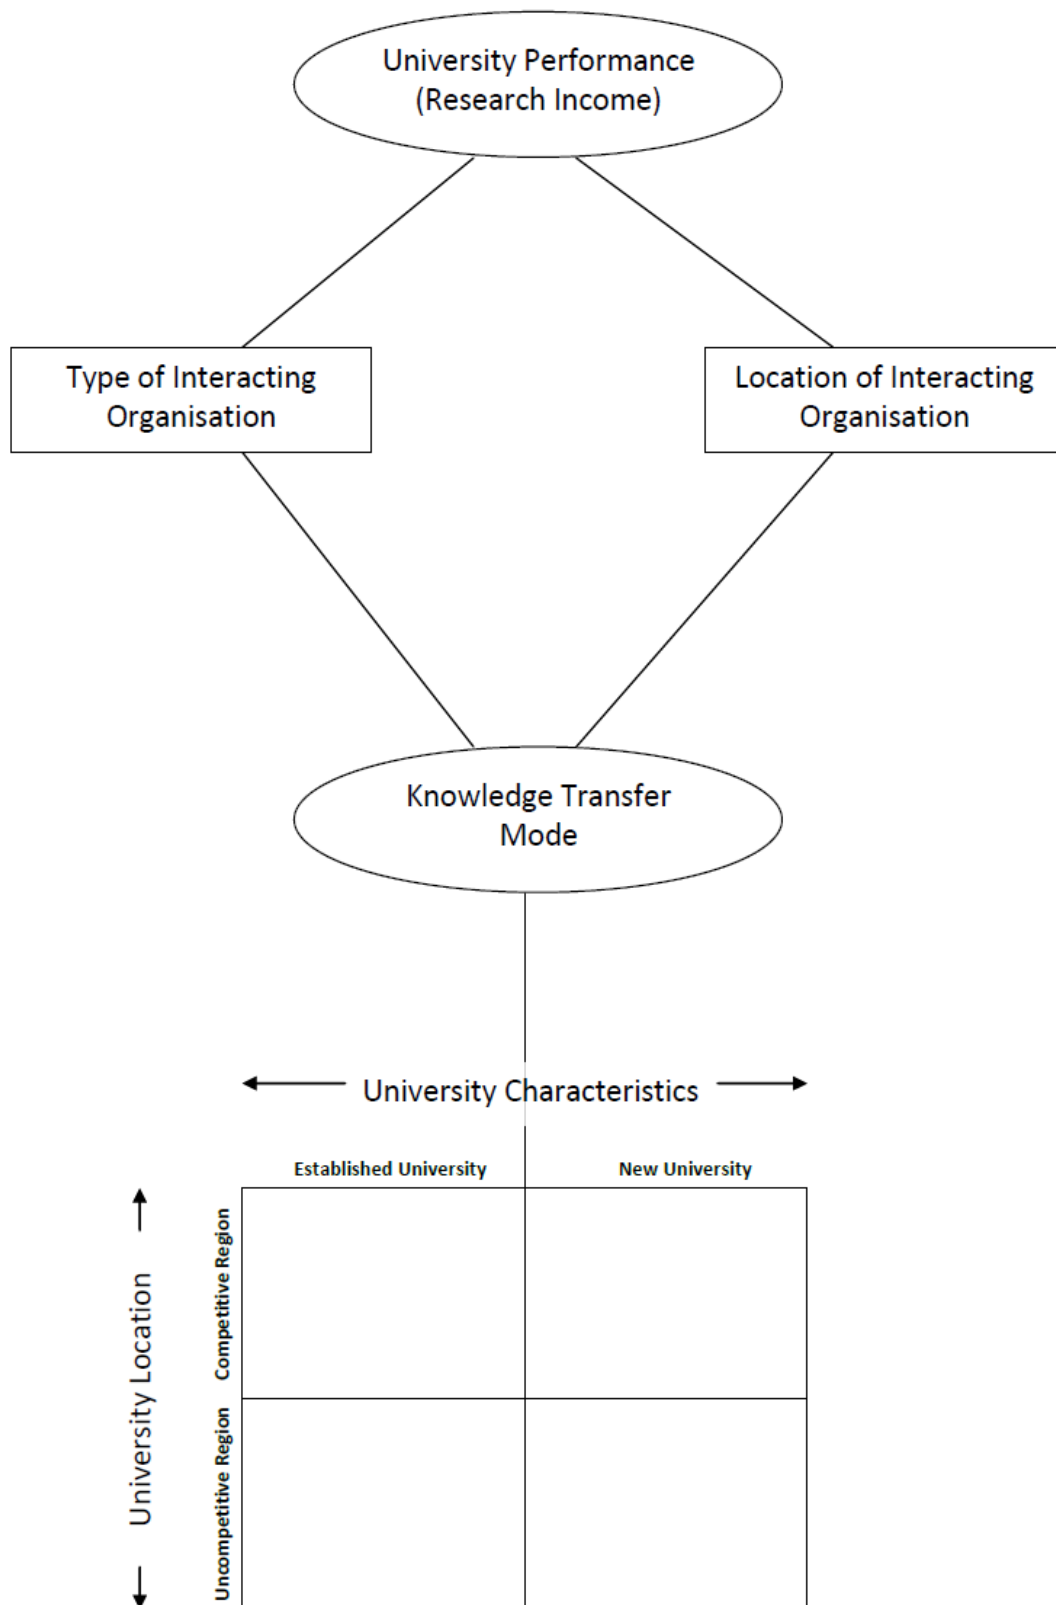 University Performance
(Research Income)
Type of Interacting
Organisation
Location of Interacting
Organisation
Knowledge Transfer
Mode
University Characteristics
Established University
New University
University Location
Competitive Region
Uncompetitive Region